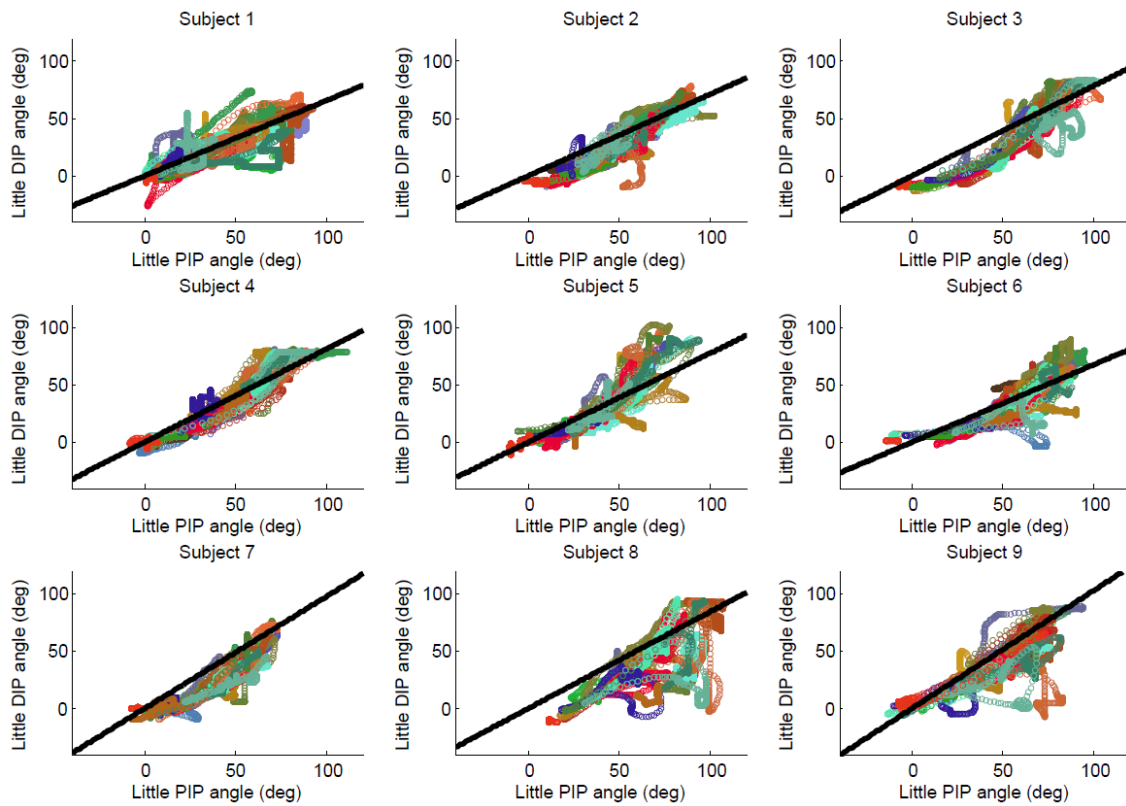 Subject 1
Subject 2
Subject 3
Little DIP angle (deg)
100
50
0
0
50
100
Little PIP angle (deg)
Little DIP angle (deg)
100
50
0
0
50
100
Little PIP angle (deg)
Little DIP angle (deg)
100
50
0
0
50
100
Little PIP angle (deg)
Subject 4
Subject 5
Subject 6
Little DIP angle (deg)
100
50
0
0
50
100
Little PIP angle (deg)
Little DIP angle (deg)
100
50
0
0
50
100
Little PIP angle (deg)
Little DIP angle (deg)
100
50
0
0
50
100
Little PIP angle (deg)
Subject 7
Subject 8
Subject 9
Little DIP angle (deg)
100
50
0
0
50
100
Little PIP angle (deg)
Little DIP angle (deg)
100
50
0
0
50
100
Little PIP angle (deg)
Little DIP angle (deg)
100
50
0
0
50
100
Little PIP angle (deg)